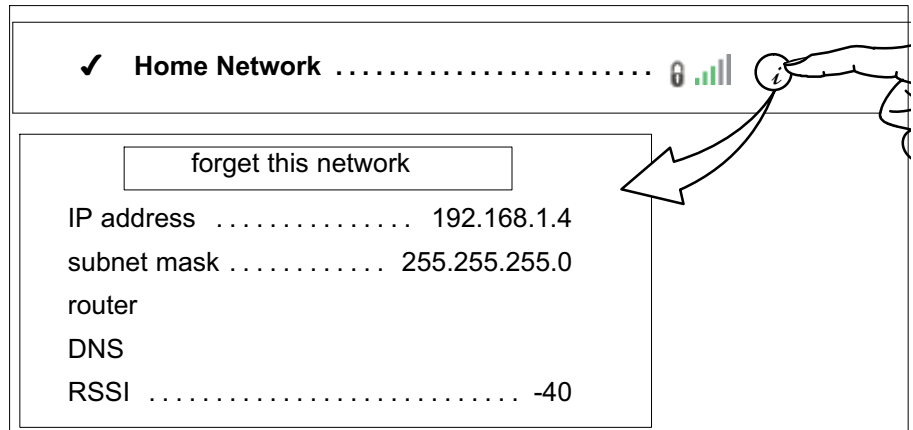 ✓ Home Network ........................ i
forget this network
IP address ............... 192.168.1.4
subnet mask ............ 255.255.255.0
router
DNS
RSSI ............................ -40